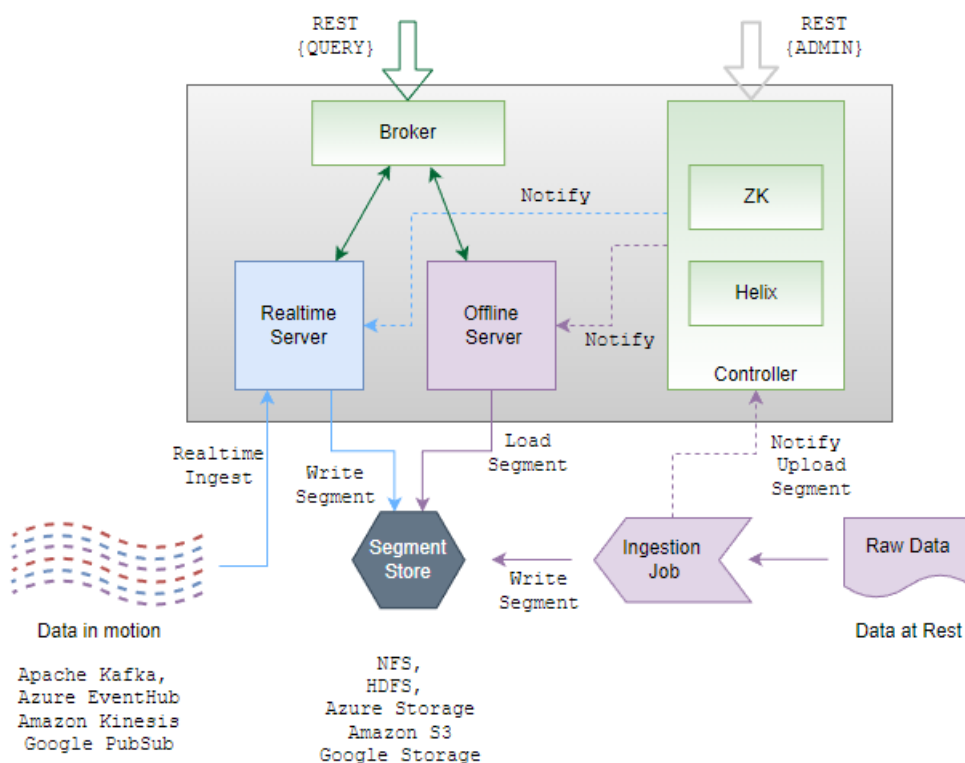 REST
{QUERY}
REST
{ADMIN}
Broker
ZK
Notify
Realtime
Server
Offline
Server
Helix
Notify
Controller
Realtime
Ingest
Write
Segment
Load
Segment
Notify
Upload
Segment
Segment
Store
Ingestion
Job
Raw Data
Write
Segment
Data in motion
Data at Rest
Apache Kafka,
Azure EventHub
Amazon Kinesis
Google PubSub
NFS,
HDFS,
Azure Storage
Amazon S3
Google Storage